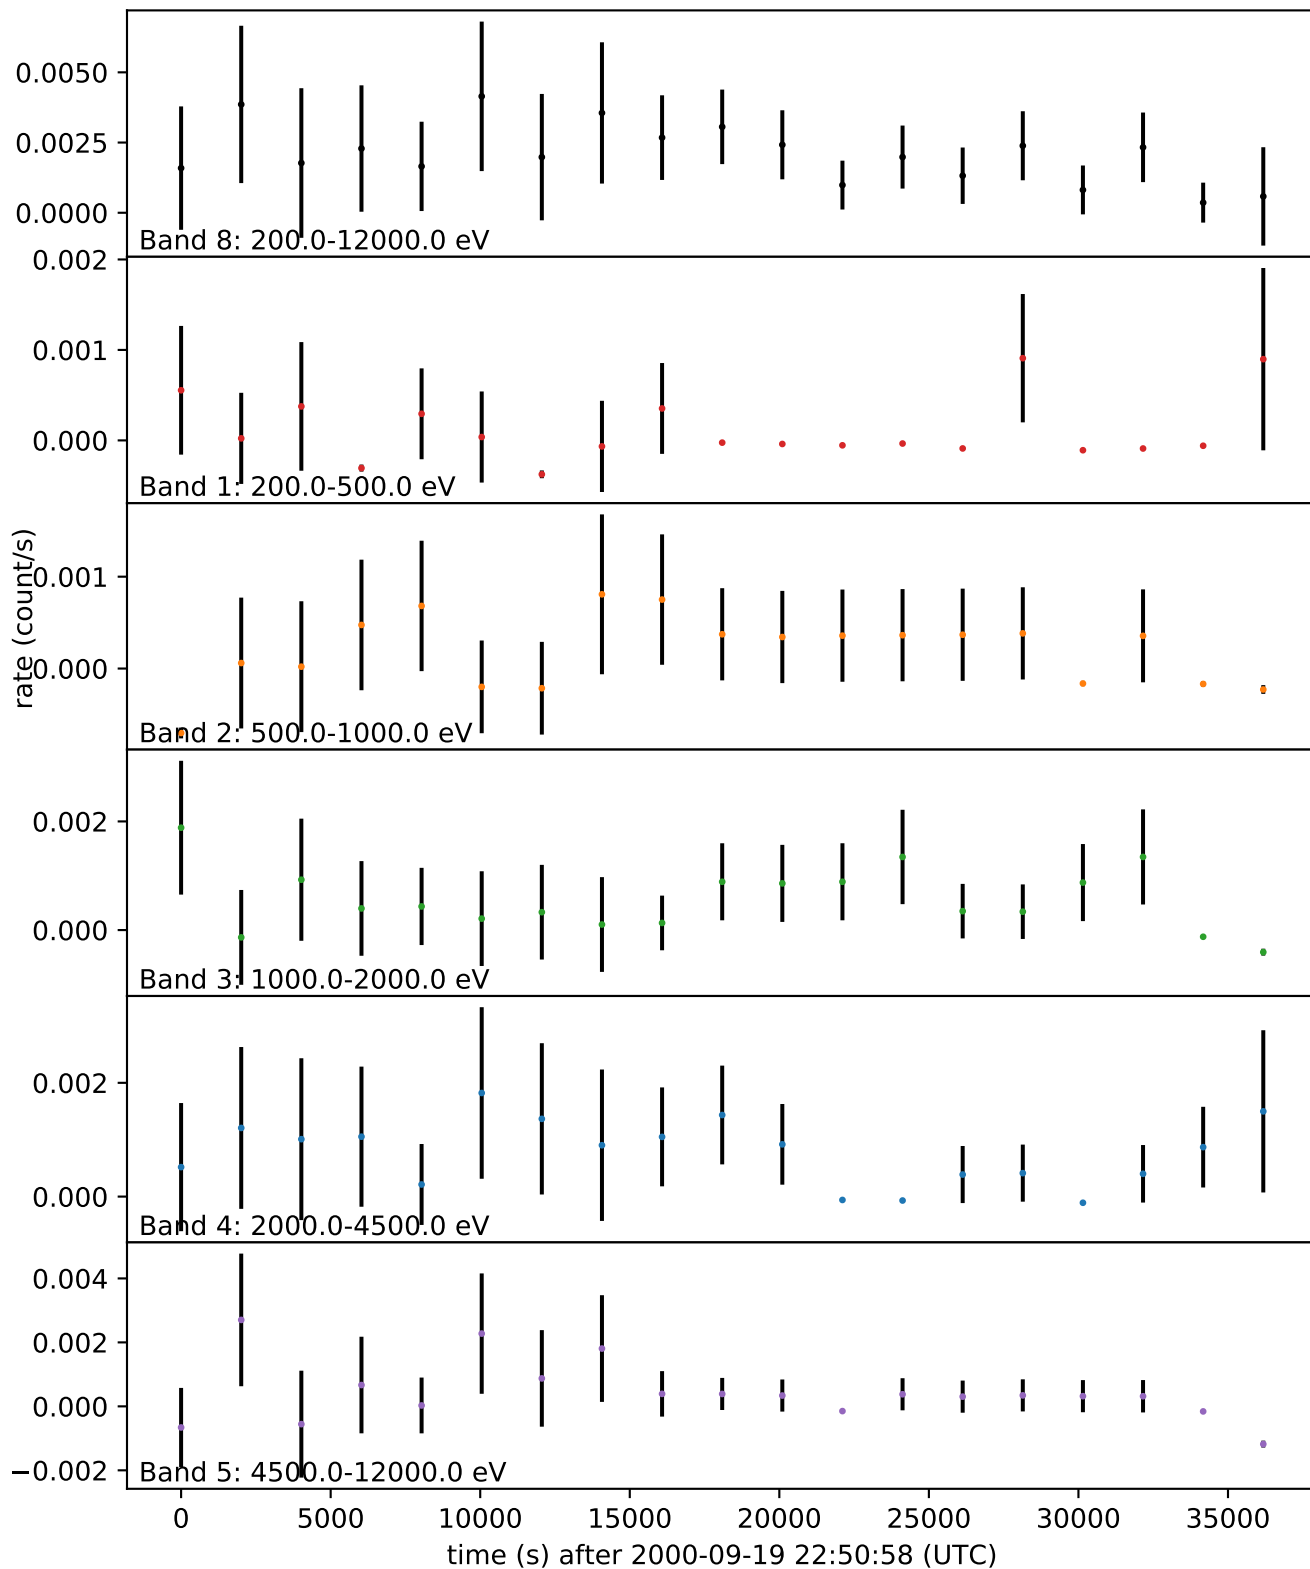 0.0050
0.0025
0.0000
Band 8: 200.0-12000.0 eV
0.002
0.001
0.000
Band 1: 200.0-500.0 eV
rate (count/s)
0.001
0.000
Band 2: 500.0-1000.0 eV
0.002
0.000
Band 3: 1000.0-2000.0 eV
0.002
0.000
Band 4: 2000.0-4500.0 eV
0.004
0.002
0.000
−0.002
Band 5: 4500.0-12000.0 eV
0 5000 10000 15000 20000 25000 30000 35000
time (s) after 2000-09-19 22:50:58 (UTC)